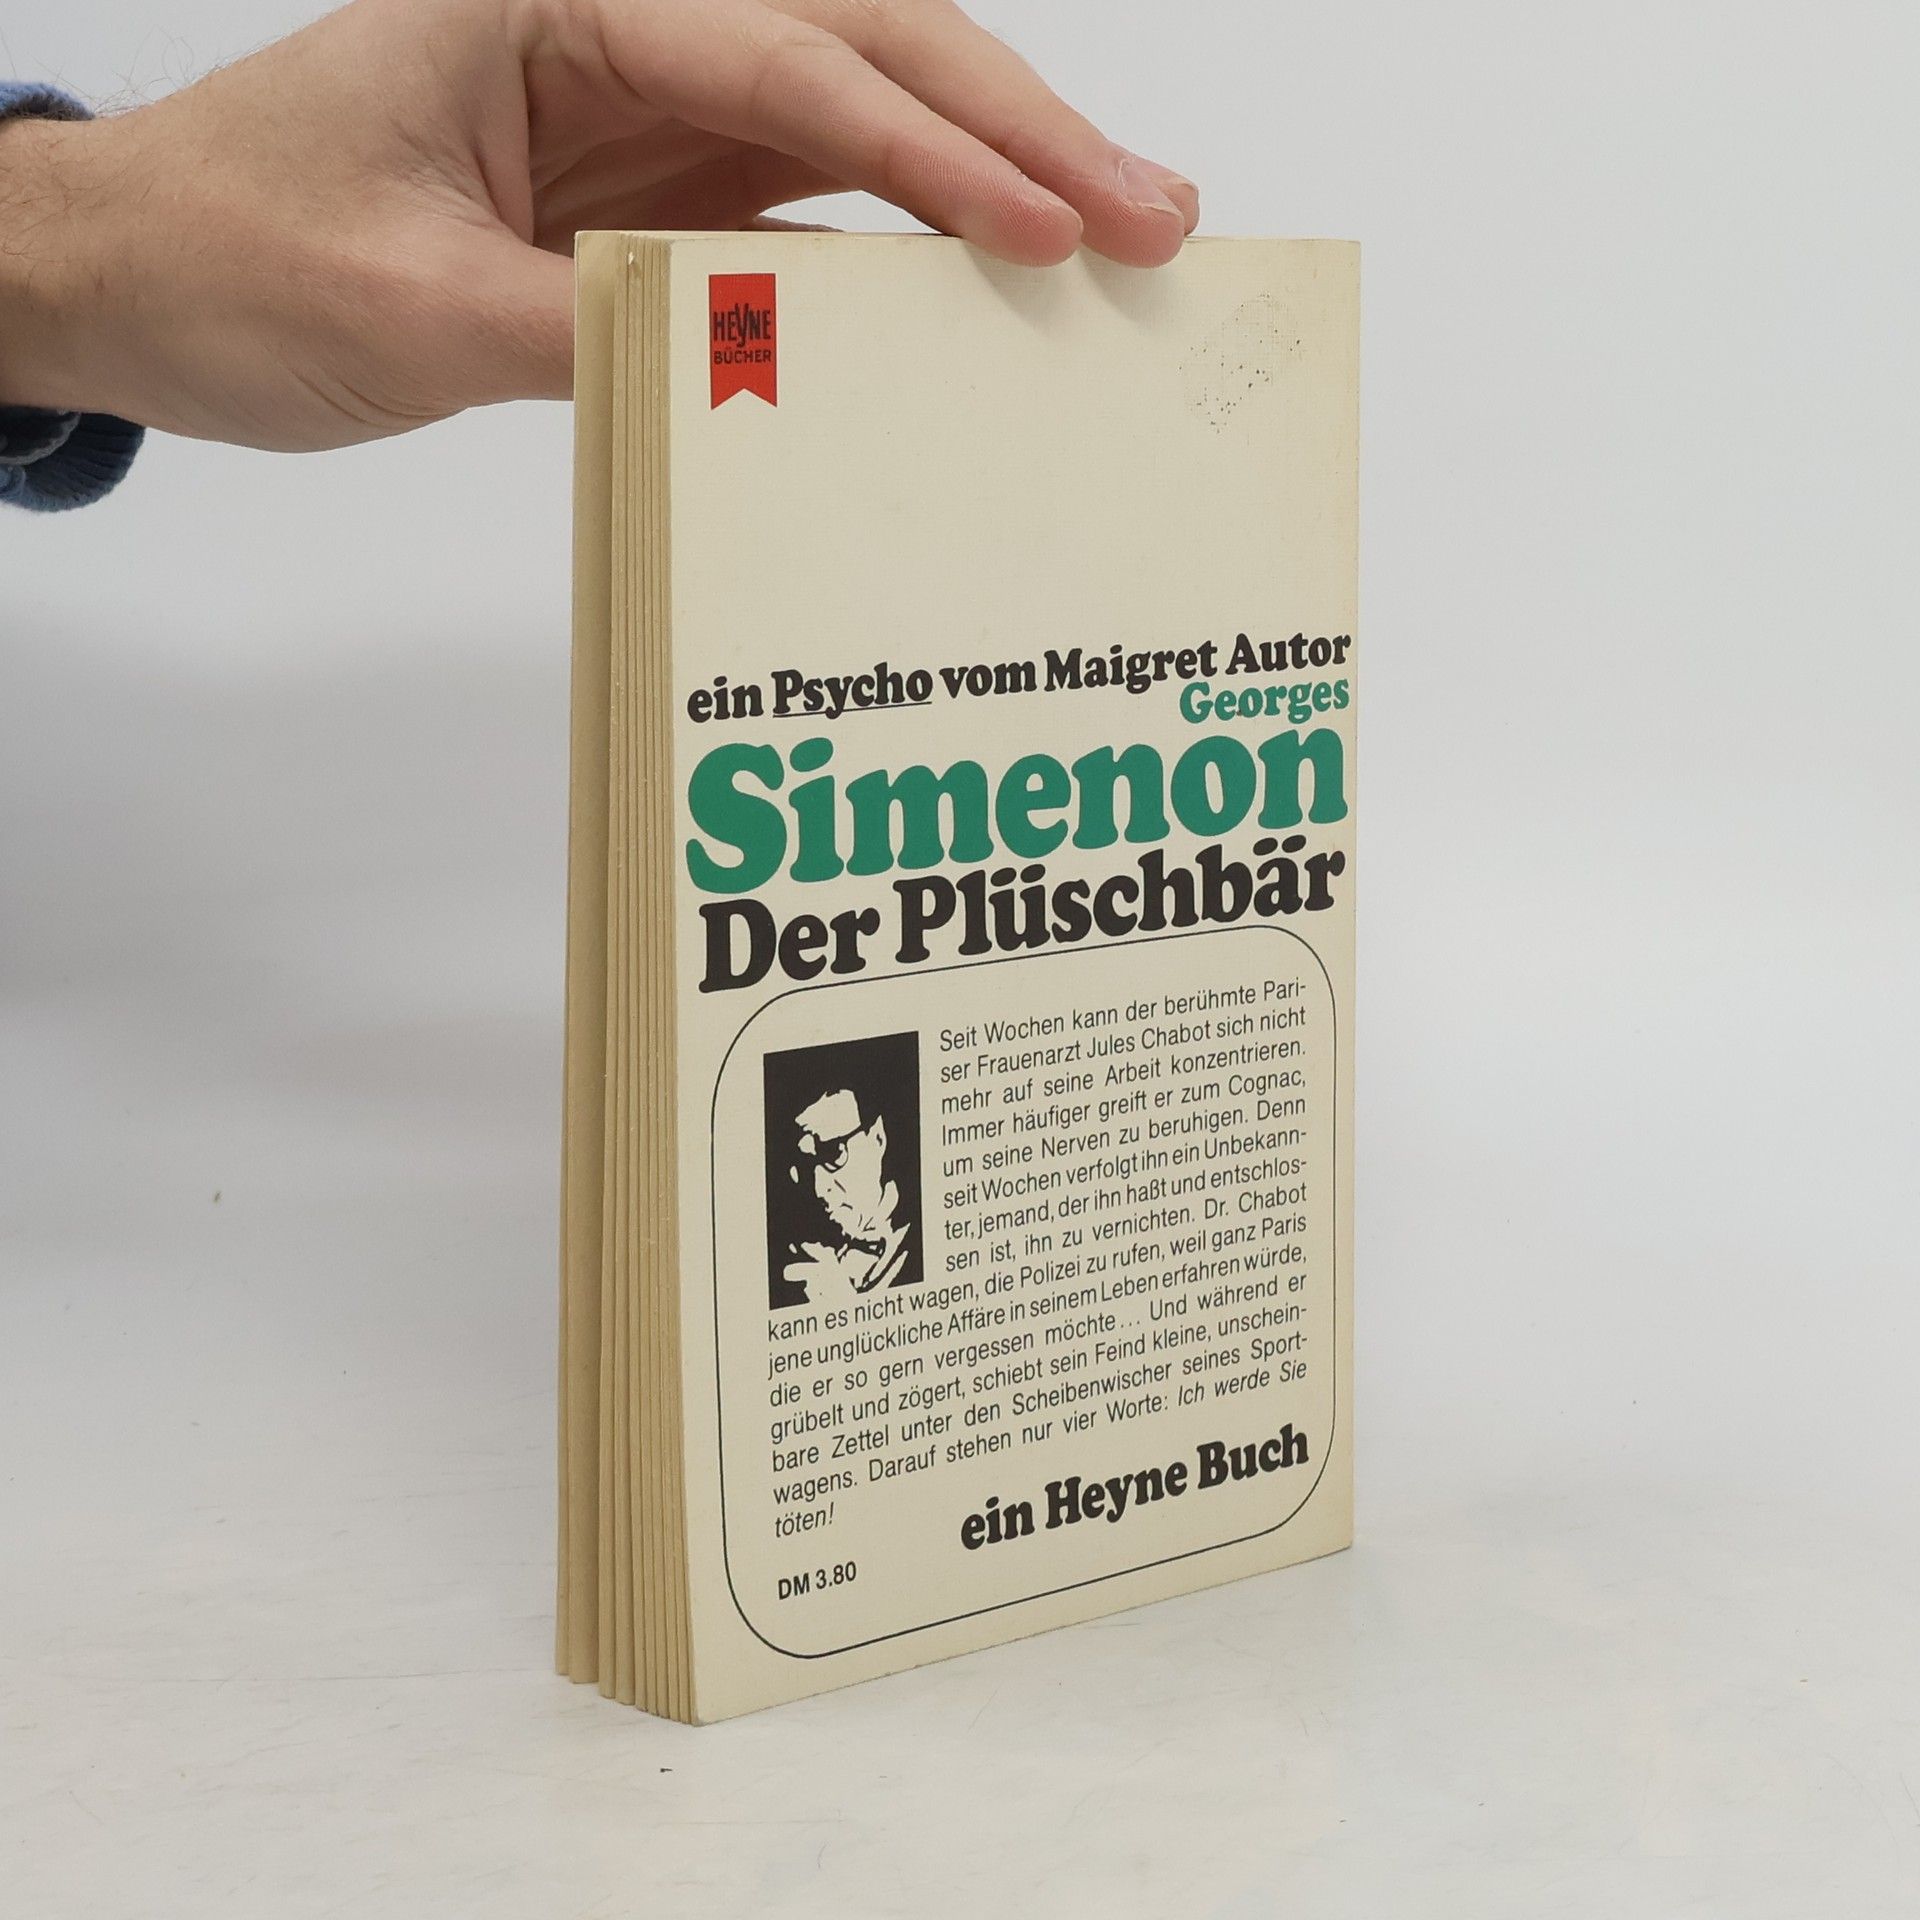 HEYNE
BÜCHER
ein Psycho vom Maigret Autor
Georges
Simenon
Der Plüschbär
Seit Wochen kann der berühmte Pari-
ser Frauenarzt Jules Chabot sich nicht
mehr auf seine Arbeit konzentrieren.
Immer häufiger greift er zum Cognac,
um seine Nerven zu beruhigen. Denn
seit Wochen verfolgt ihn ein Unbekann-
ter, jemand, der ihn haßt und entschlos-
sen ist, ihn zu vernichten. Dr. Chabot
kann es nicht wagen, die Polizei zu rufen, weil ganz Paris
jene unglückliche Affäre in seinem Leben erfahren würde,
die er so gern vergessen möchte... Und während er
grübelt und zögert, schiebt sein Feind kleine, unschein-
bare Zettel unter den Scheibenwischer seines Sport-
wagens. Darauf stehen nur vier Worte: Ich werde Sie
töten!
ein Heyne Buch
DM 3.80